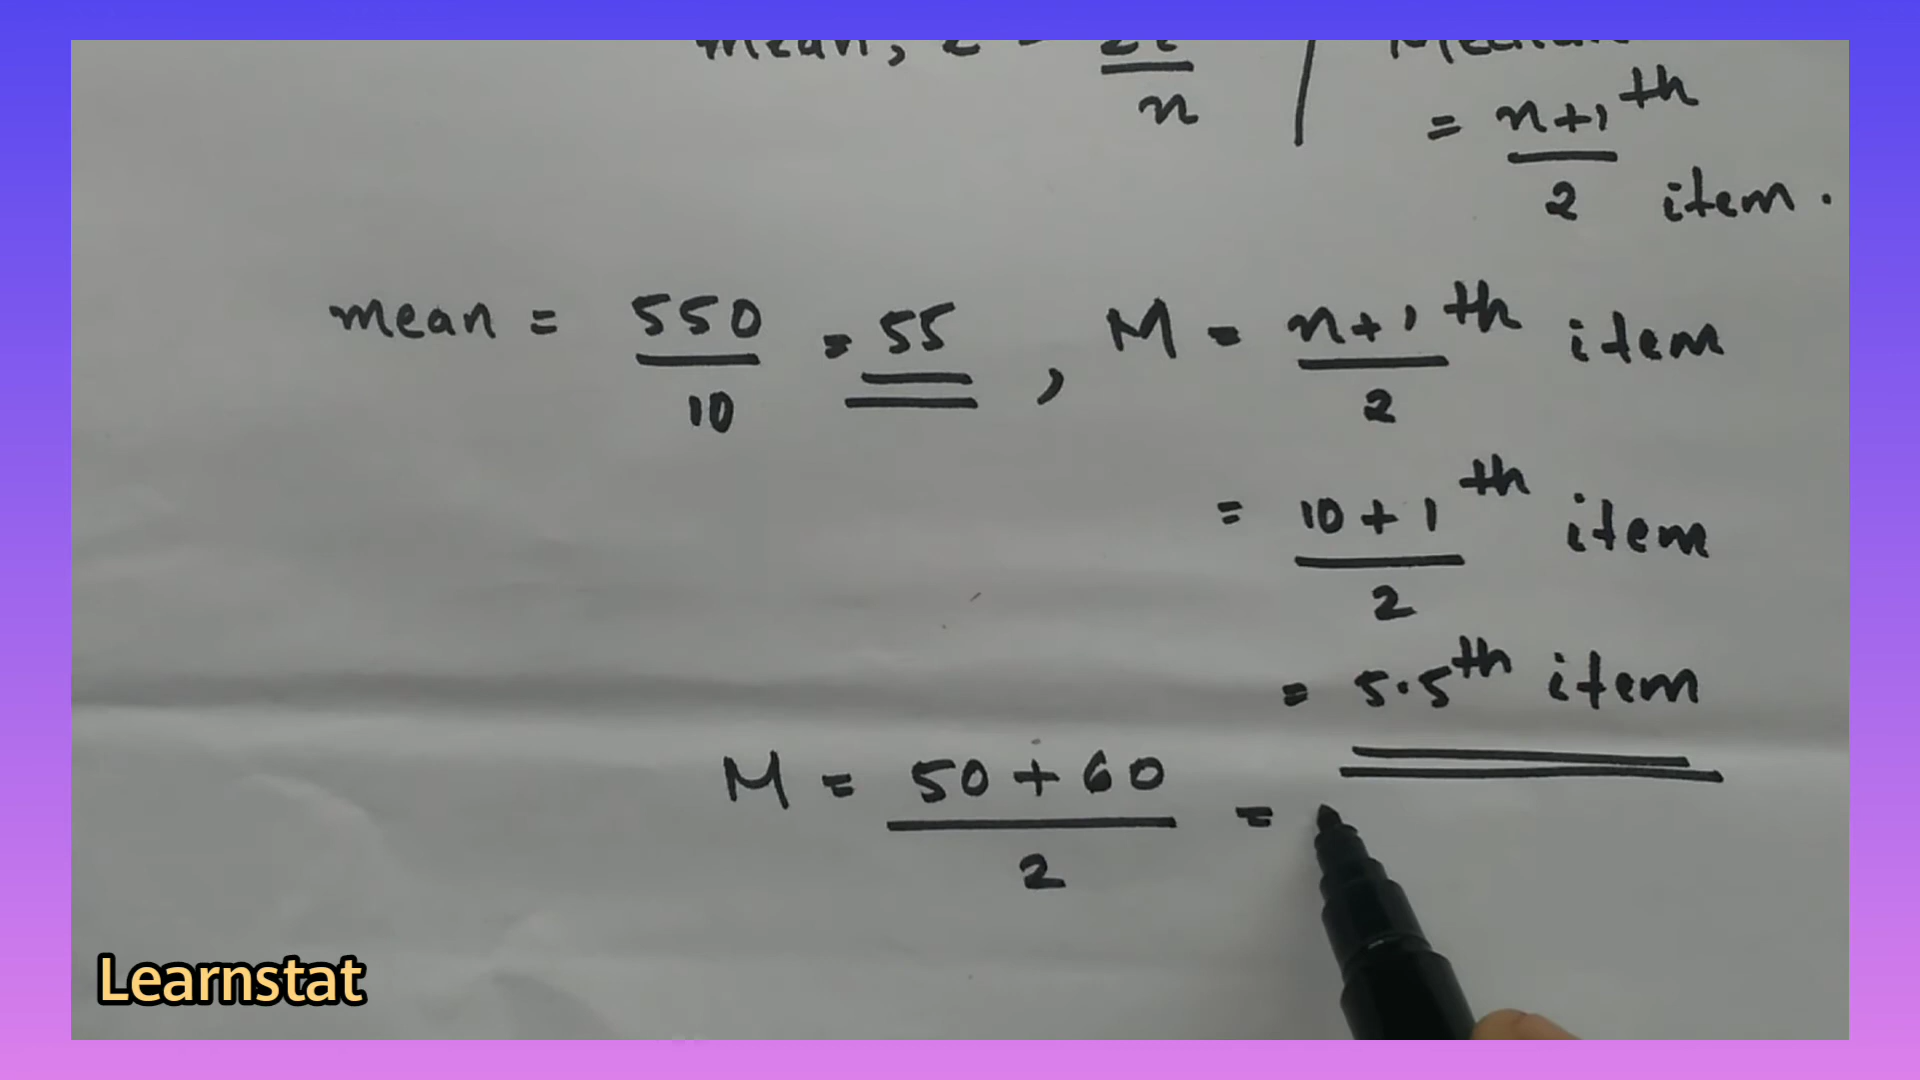 mean,
n
= n+1 th
2 item.
mean = 550 = 55 , M = n+1 th item
10 2
= 10+1 th item
2
= 5.5th item
M = 50+60 =
2
Learnstat